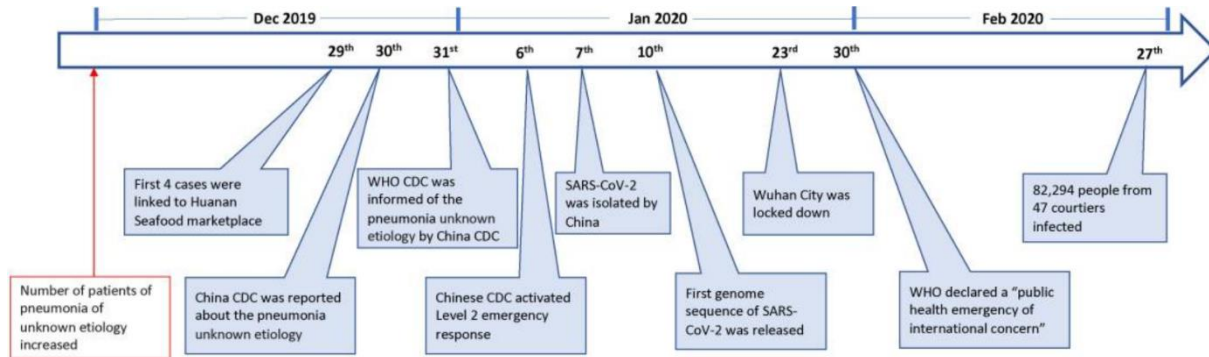 Dec 2019
Jan 2020
Feb 2020
29th
30th
31st
6th
7th
10th
23rd
30th
27th
First 4 cases were
linked to Huanan
Seafood marketplace
WHO CDC was
informed of the
pneumonia unknown
etiology by China CDC
SARS-CoV-2
was isolated by
China
Wuhan City was
locked down
82,294 people from
47 courtiers
infected
Number of patients of
pneumonia of
unknown etiology
increased
China CDC was reported
about the pneumonia
unknown etiology
Chinese CDC activated
Level 2 emergency
response
First genome
sequence of SARS-
CoV-2 was released
WHO declared a “public
health emergency of
international concern”